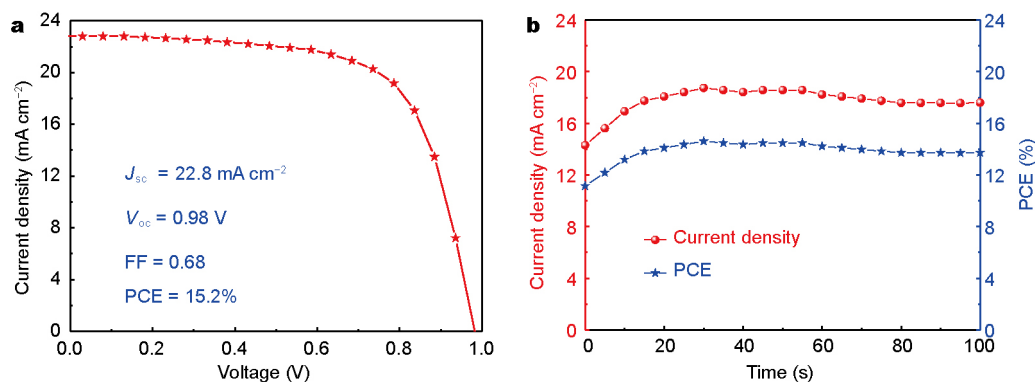 a
24
20
16
12
8
4
0
Current density (mA cm⁻²)
J_sc = 22.8 mA cm⁻²
V_oc = 0.98 V
FF = 0.68
PCE = 15.2%
0.0 0.2 0.4 0.6 0.8 1.0
Voltage (V)
b
24
20
16
12
8
4
0
Current density (mA cm⁻²)
Current density
PCE
0 20 40 60 80 100
Time (s)
24
20
16
12
8
4
0
PCE (%)